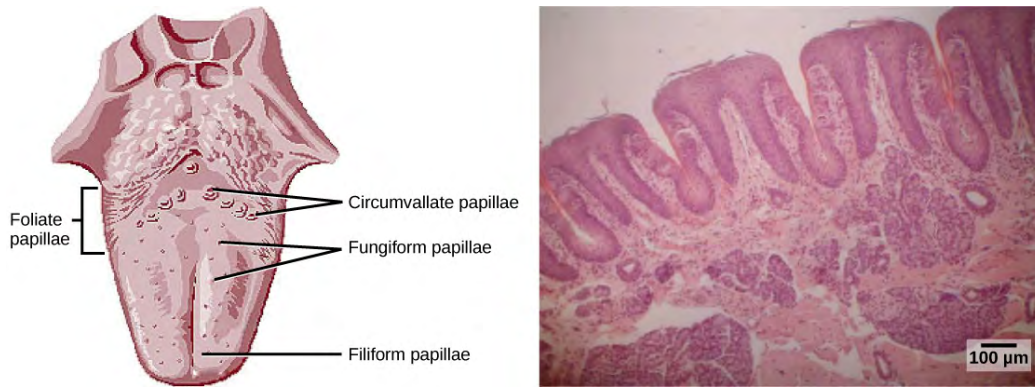 Foliate
papillae
Circumvallate papillae
Fungiform papillae
Filiform papillae
100 µm